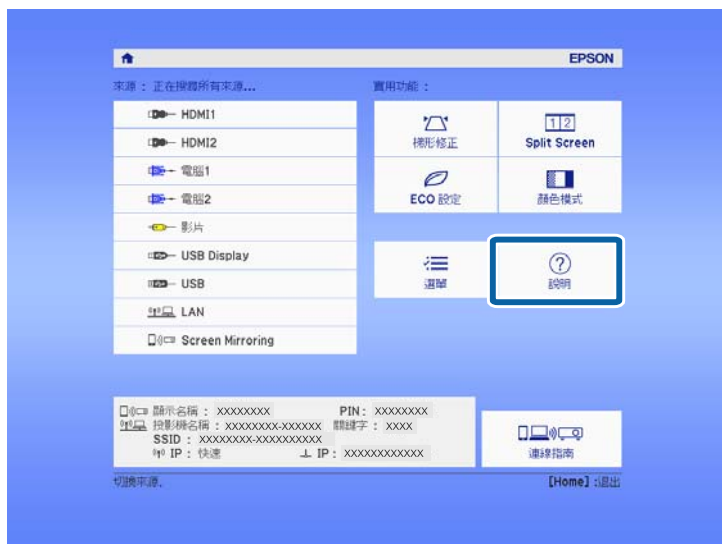 EPSON
來源 : 正在搜尋所有來源...
HDMI1
HDMI2
電腦1
電腦2
影片
USB Display
USB
LAN
Screen Mirroring
實用功能 :
梯形修正
1 2
Split Screen
ECO 設定
顏色模式
選單
?
說明
顯示名稱 : XXXXXXXX PIN : XXXXXXXX
投影機名稱 : XXXXXXXX-XXXXXX 關鍵字 : XXXX
SSID : XXXXXXXX-XXXXXXXXXX
IP : 快速 IP : XXXXXXXXXXXX
連線指南
切換來源.
[Home] :退出